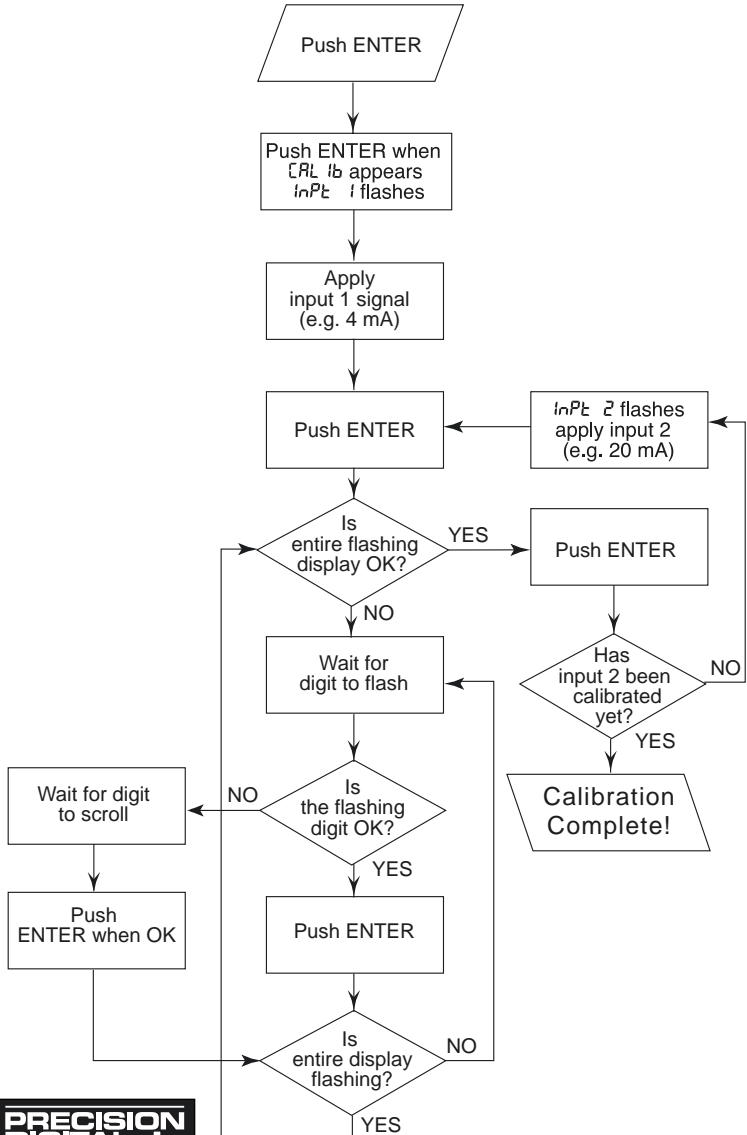 Push ENTER
Push ENTER when
CAL ib appears
InPt 1 flashes
Apply
input 1 signal
(e.g. 4 mA)
Push ENTER
InPt 2 flashes
apply input 2
(e.g. 20 mA)
Is
entire flashing
display OK?
YES
NO
Push ENTER
Wait for
digit to flash
Has
input 2 been
calibrated
yet?
NO
YES
Calibration
Complete!
Is
the flashing
digit OK?
NO
YES
Wait for digit
to scroll
Push
ENTER when OK
Push ENTER
Is
entire display
flashing?
NO
YES
PRECISION